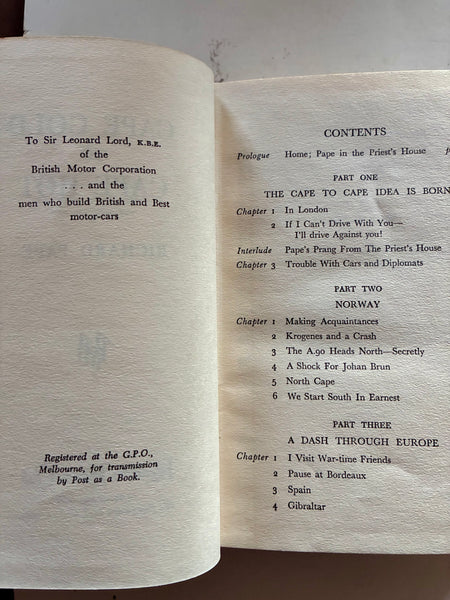 To Sir Leonard Lord, K.B.E.
of the
British Motor Corporation
. . . and the
men who build British and Best
motor-cars
Registered at the G.P.O.,
Melbourne, for transmission
by Post as a Book.
CONTENTS
Prologue Home; Pape in the Priest's House
PART ONE
THE CAPE TO CAPE IDEA IS BORN
Chapter 1 In London
2 If I Can't Drive With You—
I'll drive Against you!
Interlude Pape's Prang From The Priest's House
Chapter 3 Trouble With Cars and Diplomats
PART TWO
NORWAY
Chapter 1 Making Acquaintances
2 Krogenes and a Crash
3 The A.90 Heads North—Secretly
4 A Shock For Johan Brun
5 North Cape
6 We Start South In Earnest
PART THREE
A DASH THROUGH EUROPE
Chapter 1 I Visit War-time Friends
2 Pause at Bordeaux
3 Spain
4 Gibraltar